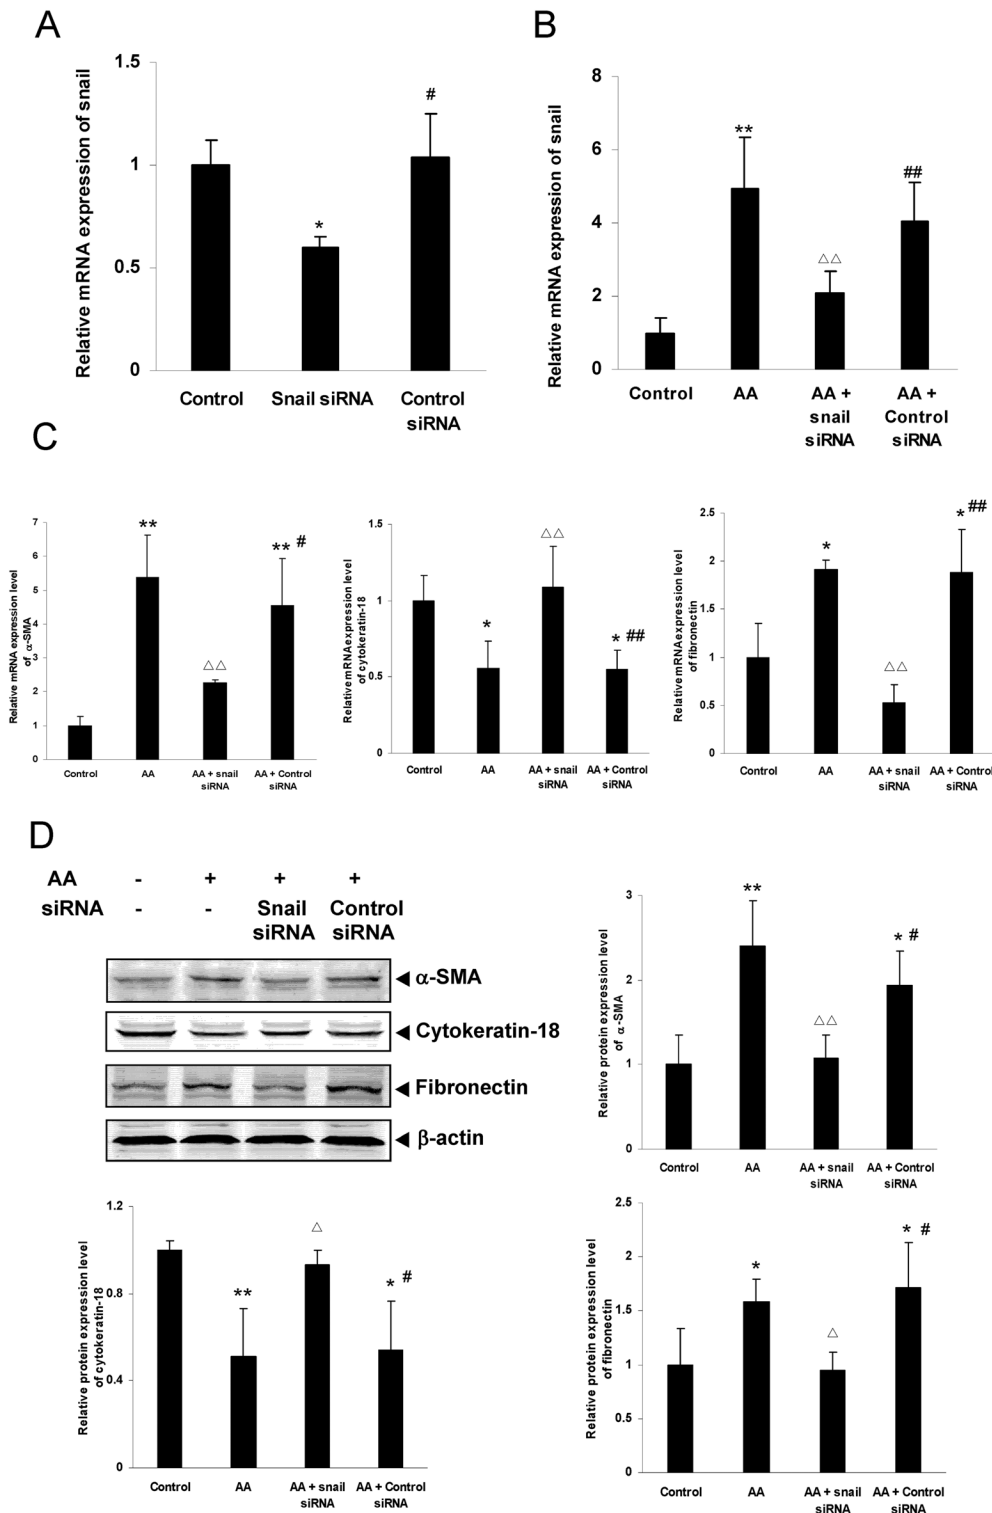 A
Relative mRNA expression of snail
1.5
1
0.5
0
*
#
Control
Snail siRNA
Control
siRNA
B
Relative mRNA expression of snail
8
6
4
2
0
**
△△
##
Control
AA
AA +
snail
siRNA
AA +
Control
siRNA
C
Relative mRNA expression level
of α-SMA
7
6
5
4
3
2
1
0
**
△△
** #
Control
AA
AA + snail
siRNA
AA + Control
siRNA
Relative mRNA expression level
of cytokeratin-18
1.5
1
0.5
0
*
△△
* ##
Control
AA
AA + snail
siRNA
AA + Control
siRNA
Relative mRNA expression level
of fibronectin
2.5
2
1.5
1
0.5
0
*
△△
* ##
Control
AA
AA + snail
siRNA
AA + Control
siRNA
D
AA - + + +
siRNA - - Snail Control
siRNA siRNA
◄ α-SMA
◄ Cytokeratin-18
◄ Fibronectin
◄ β-actin
Relative protein expression level
of α-SMA
3
2
1
0
**
△△
* #
Control
AA
AA + snail
siRNA
AA + Control
siRNA
Relative protein expression level
of cytokeratin-18
1.2
0.8
0.4
0
**
△
* #
Control
AA
AA + snail
siRNA
AA + Control
siRNA
Relative protein expression level
of fibronectin
2.5
2
1.5
1
0.5
0
*
△
* #
Control
AA
AA + snail
siRNA
AA + Control
siRNA